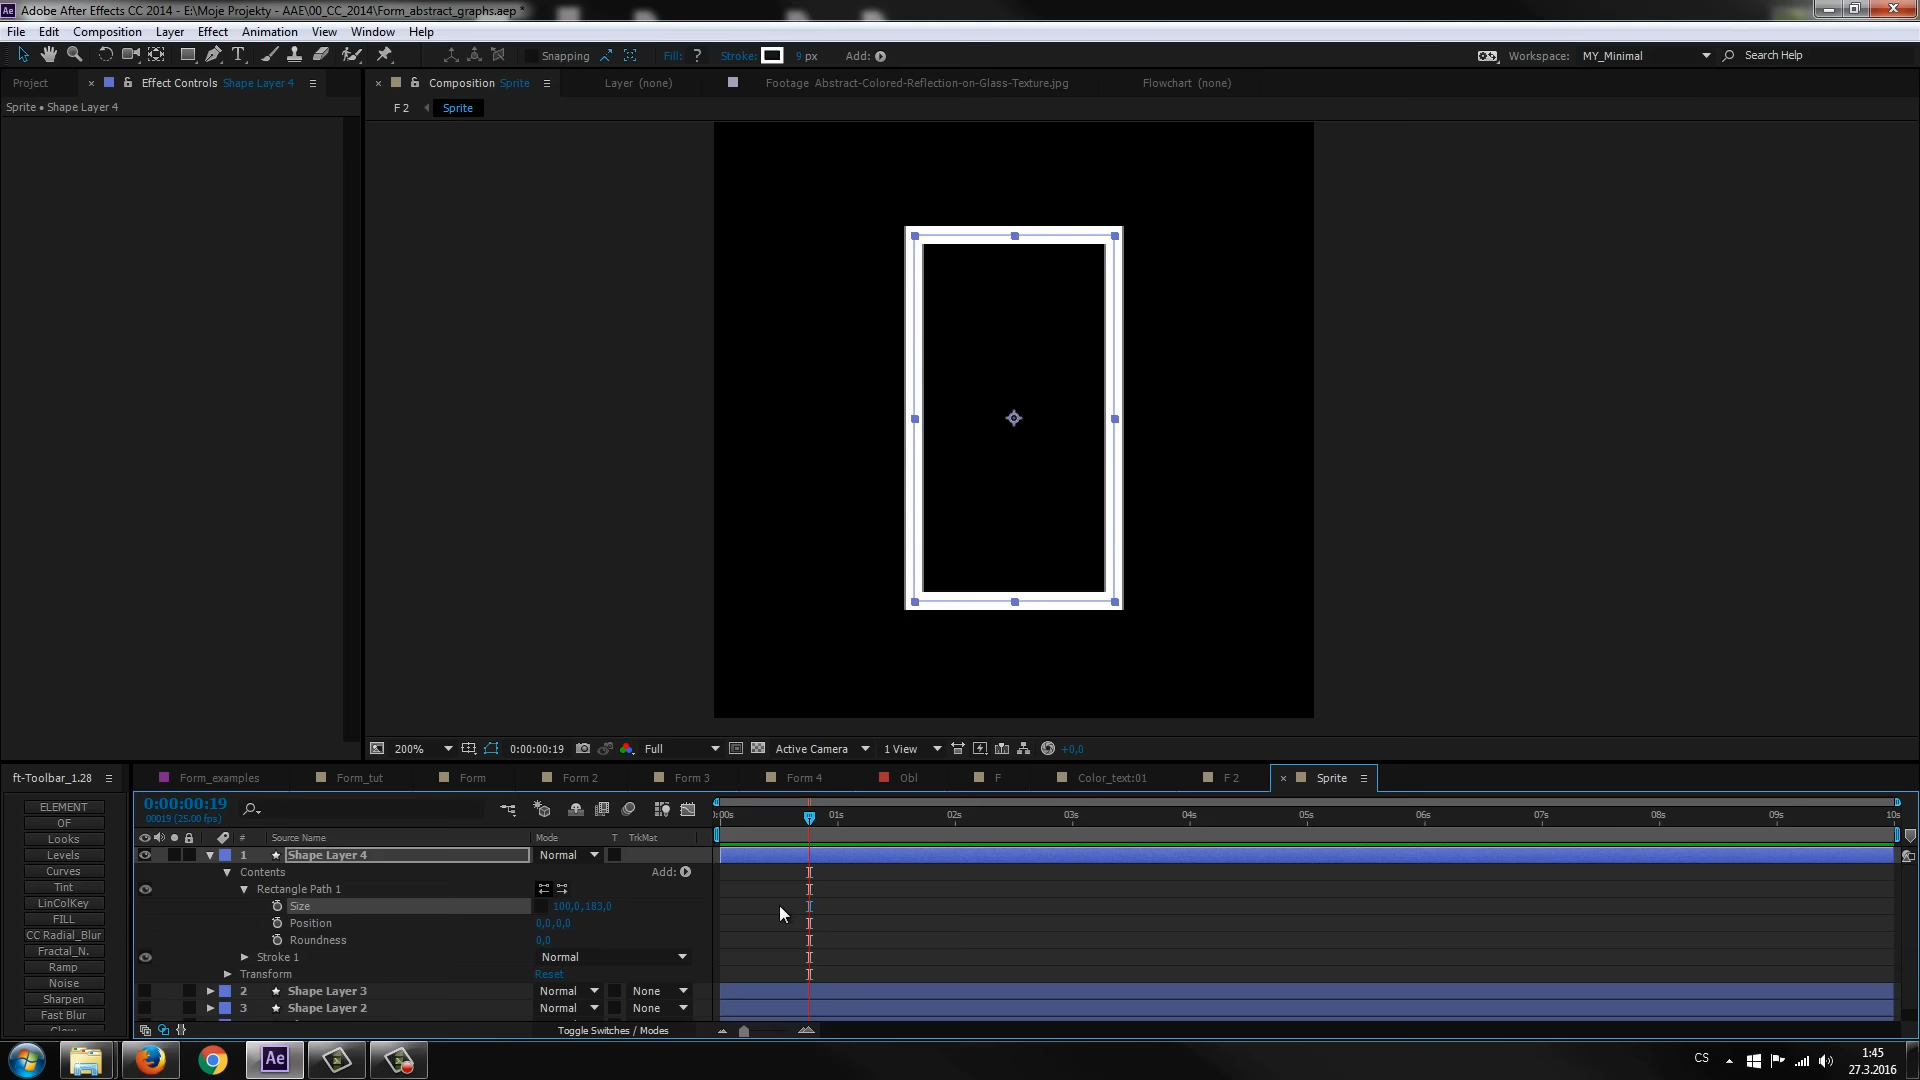 Ae Adobe After Effects CC 2014 - E:\Moje Projekty - AAE\00_CC_2014\Form_abstract_graphs.aep *
File Edit Composition Layer Effect Animation View Window Help
T Snapping Fill: ? Stroke: 9 px Add: Workspace: MY_Minimal Search Help
Project × Effect Controls Shape Layer 4 × Composition Sprite Layer (none) Footage Abstract-Colored-Reflection-on-Glass-Texture.jpg Flowchart (none)
Sprite • Shape Layer 4 F 2 Sprite
200% 0:00:00:19 Full Active Camera 1 View +0,0
ft-Toolbar_1.28 Form_examples Form_tut Form Form 2 Form 3 Form 4 Obl F Color_text:01 F 2 × Sprite
ELEMENT
OF
Looks
Levels
Curves
Tint
LinColKey
FILL
CC Radial_Blur
Fractal_N.
Ramp
Noise
Sharpen
Fast Blur
Glow
0:00:00:19
00019 (25.00 fps)
:00s 01s 02s 03s 04s 05s 06s 07s 08s 09s 10s
# Source Name Mode T TrkMat
1 Shape Layer 4 Normal
Contents Add:
Rectangle Path 1
Size 100,0,183,0
Position 0,0,0,0
Roundness 0,0
Stroke 1 Normal
Transform Reset
2 Shape Layer 3 Normal None
3 Shape Layer 2 Normal None
Toggle Switches / Modes
Ae CS 1:45
27.3.2016